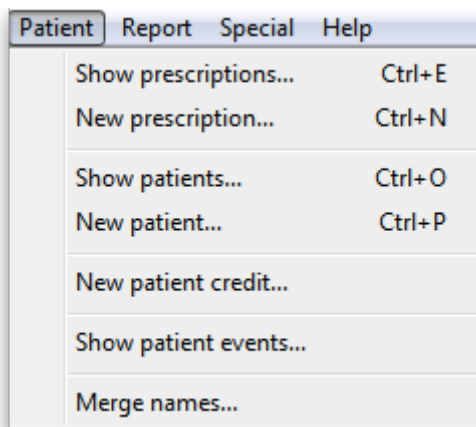 Patient Report Special Help
Show prescriptions... Ctrl+E
New prescription... Ctrl+N
Show patients... Ctrl+O
New patient... Ctrl+P
New patient credit...
Show patient events...
Merge names...